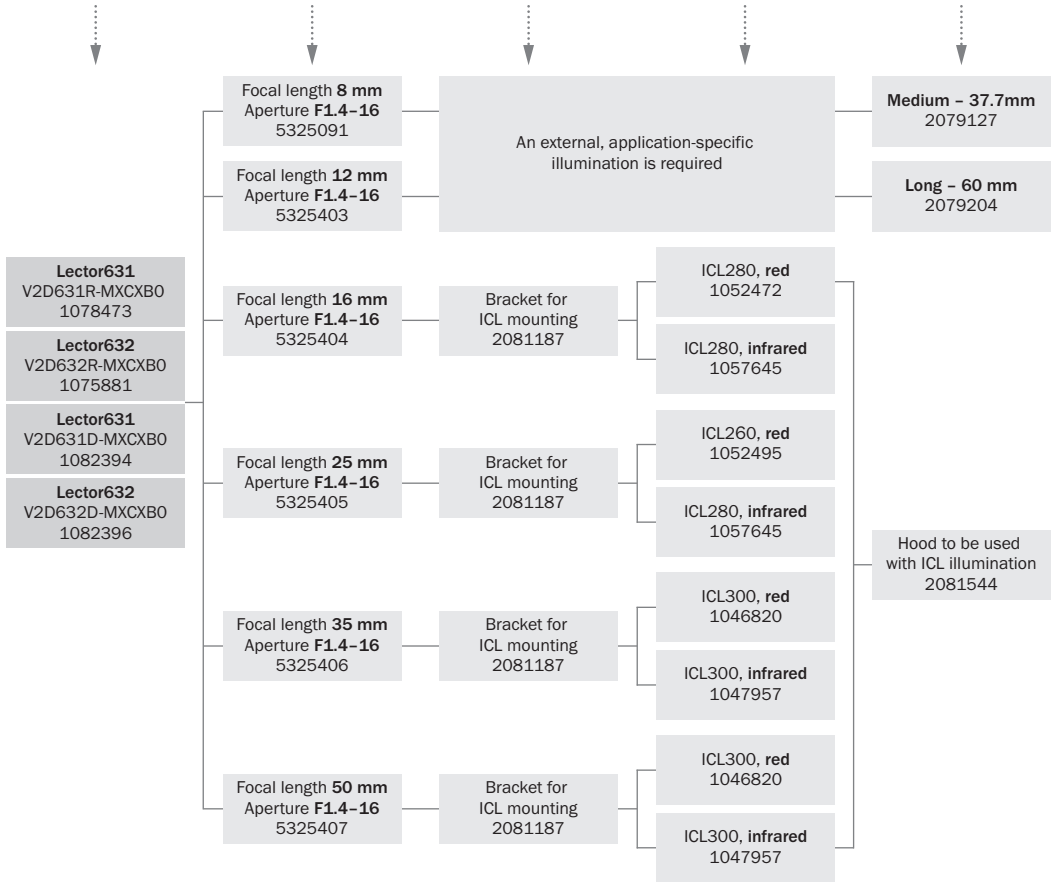 Lector631
V2D631R-MXCXB0
1078473
Lector632
V2D632R-MXCXB0
1075881
Lector631
V2D631D-MXCXB0
1082394
Lector632
V2D632D-MXCXB0
1082396
Focal length 8 mm
Aperture F1.4–16
5325091
Focal length 12 mm
Aperture F1.4–16
5325403
An external, application-specific
illumination is required
Medium – 37.7mm
2079127
Long – 60 mm
2079204
Focal length 16 mm
Aperture F1.4–16
5325404
Bracket for
ICL mounting
2081187
ICL280, red
1052472
ICL280, infrared
1057645
Focal length 25 mm
Aperture F1.4–16
5325405
Bracket for
ICL mounting
2081187
ICL260, red
1052495
ICL280, infrared
1057645
Focal length 35 mm
Aperture F1.4–16
5325406
Bracket for
ICL mounting
2081187
ICL300, red
1046820
ICL300, infrared
1047957
Focal length 50 mm
Aperture F1.4–16
5325407
Bracket for
ICL mounting
2081187
ICL300, red
1046820
ICL300, infrared
1047957
Hood to be used
with ICL illumination
2081544